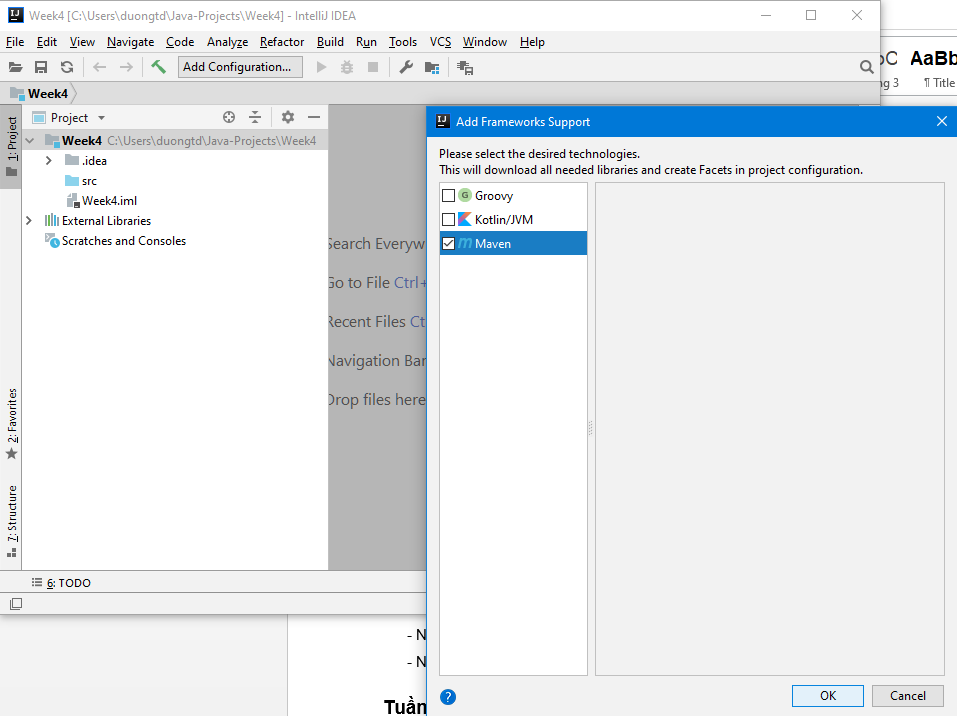 Week4 [C:\Users\duongtd\Java-Projects\Week4] - IntelliJ IDEA
File Edit View Navigate Code Analyze Refactor Build Run Tools VCS Window Help
Add Configuration...
AaBb
ng 3 ¶ Title
Week4
1: Project
Project
Week4 C:\Users\duongtd\Java-Projects\Week4
.idea
src
Week4.iml
External Libraries
Scratches and Consoles
Search Everyw
Go to File Ctrl+
Recent Files Ct
Navigation Bar
Drop files here
2: Favorites
7: Structure
6: TODO
Add Frameworks Support
Please select the desired technologies.
This will download all needed libraries and create Facets in project configuration.
G Groovy
Kotlin/JVM
m Maven
? OK Cancel
- N
- N
Tuần